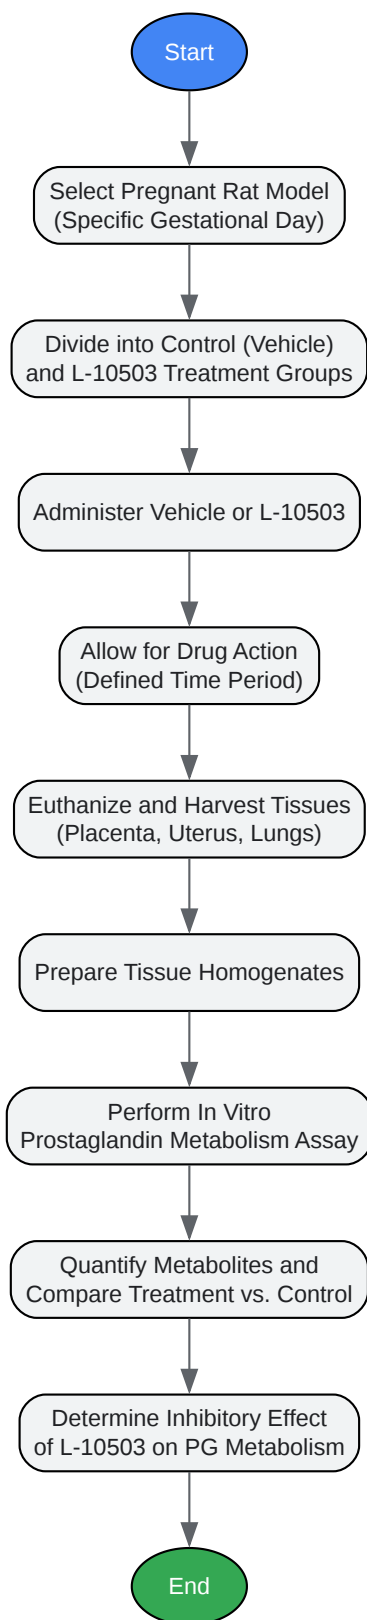 Start
Select Pregnant Rat Model
(Specific Gestational Day)
Divide into Control (Vehicle)
and L-10503 Treatment Groups
Administer Vehicle or L-10503
Allow for Drug Action
(Defined Time Period)
Euthanize and Harvest Tissues
(Placenta, Uterus, Lungs)
Prepare Tissue Homogenates
Perform In Vitro
Prostaglandin Metabolism Assay
Quantify Metabolites and
Compare Treatment vs. Control
Determine Inhibitory Effect
of L-10503 on PG Metabolism
End